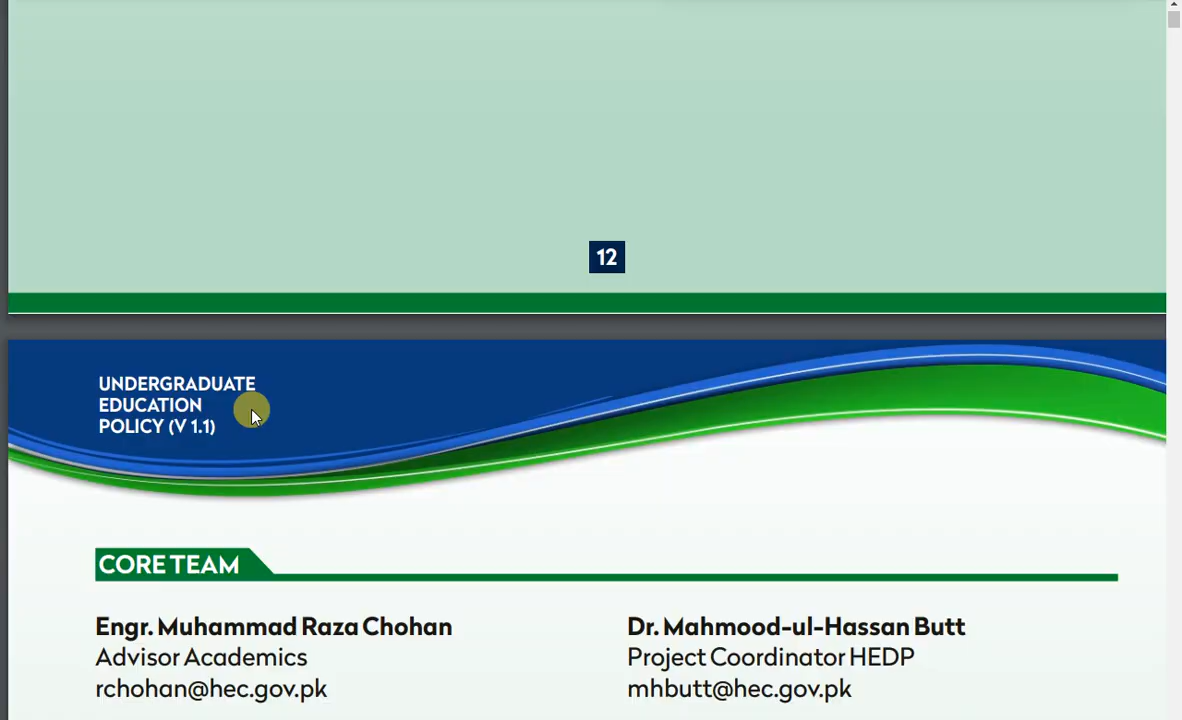 12
UNDERGRADUATE
EDUCATION
POLICY (V 1.1)
CORE TEAM
Engr. Muhammad Raza Chohan
Advisor Academics
rchohan@hec.gov.pk
Dr. Mahmood-ul-Hassan Butt
Project Coordinator HEDP
mhbutt@hec.gov.pk